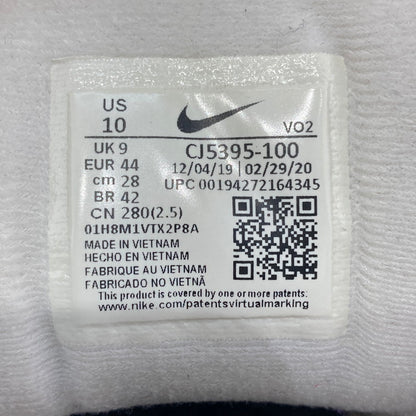 US
10
VO2
UK 9
CJ5395-100
EUR 44
12/04/19 | 02/29/20
cm 28
UPC 00194272164345
BR 42
CN 280(2.5)
01H8M1VTX2P8A
MADE IN VIETNAM
HECHO EN VIETNAM
FABRIQUE AU VIETNAM
FABRICADO NO VIETNÃ
This product is covered by one or more patents:
www.nike.com/patentsvirtualmarking